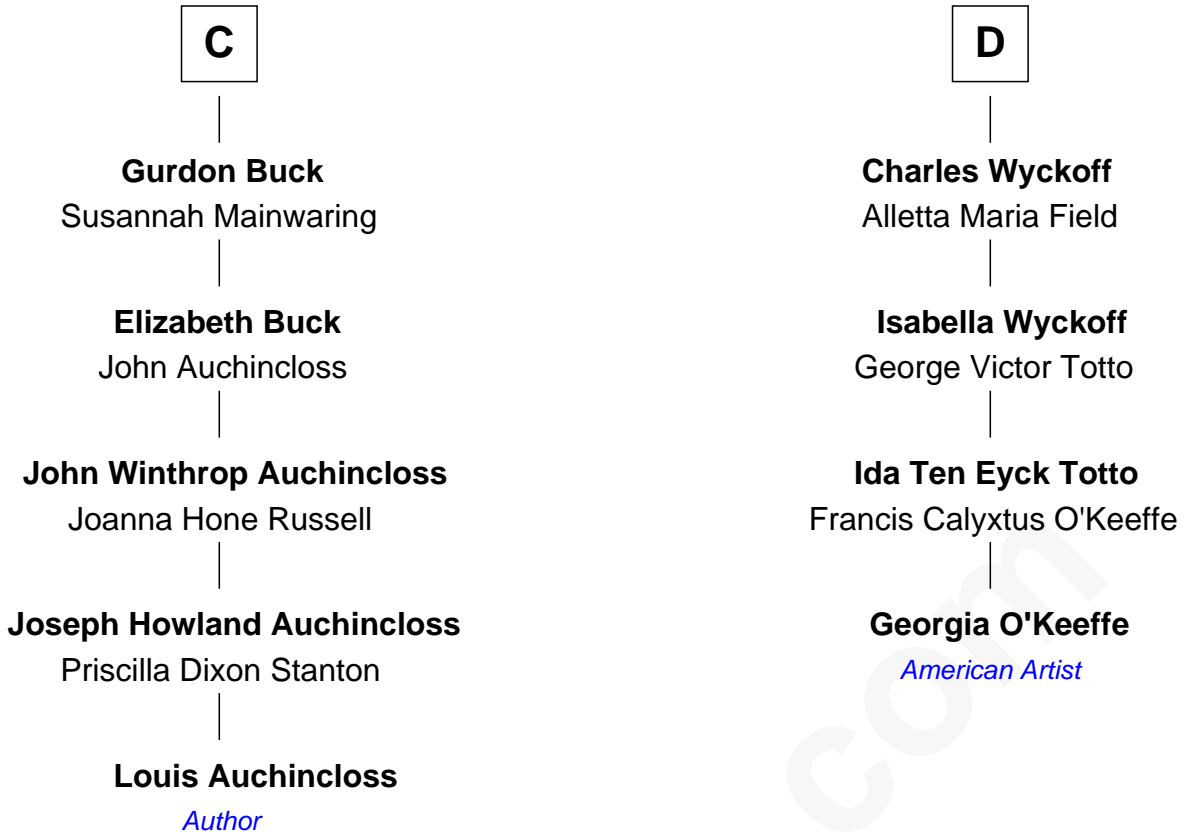 C
Gurdon Buck
Susannah Mainwaring
Elizabeth Buck
John Auchincloss
John Winthrop Auchincloss
Joanna Hone Russell
Joseph Howland Auchincloss
Priscilla Dixon Stanton
Louis Auchincloss
Author
D
Charles Wyckoff
Alletta Maria Field
Isabella Wyckoff
George Victor Totto
Ida Ten Eyck Totto
Francis Calyxtus O'Keeffe
Georgia O'Keeffe
American Artist
com